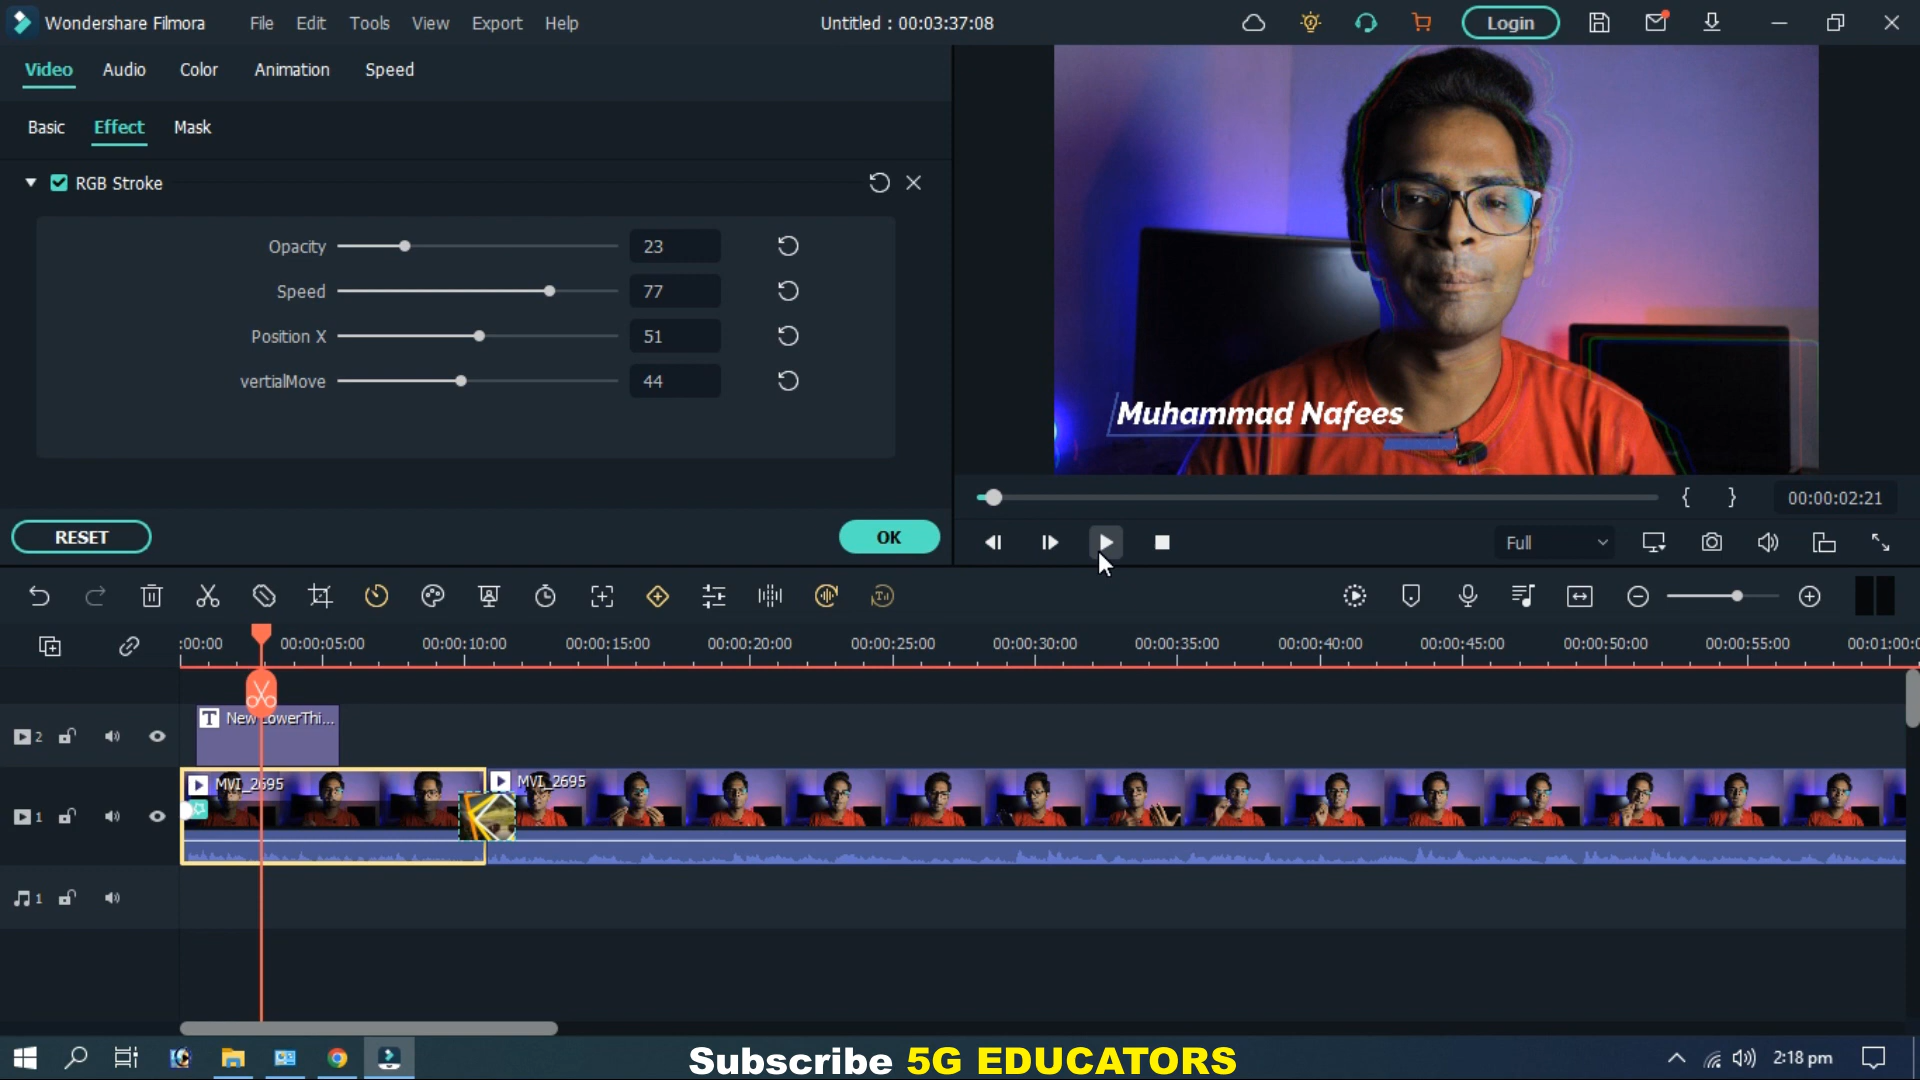 Wondershare Filmora File Edit Tools View Export Help Untitled : 00:03:37:08 Login
Video Audio Color Animation Speed
Basic Effect Mask
RGB Stroke
Opacity 23
Speed 77
Position X 51
vertialMove 44
RESET OK
Muhammad Nafees
{ } 00:00:02:21
Full
:00:00 00:00:05:00 00:00:10:00 00:00:15:00 00:00:20:00 00:00:25:00 00:00:30:00 00:00:35:00 00:00:40:00 00:00:45:00 00:00:50:00 00:00:55:00 00:01:00:0
2 T New LowerThi...
MVI_2695 MVI_2695
1
1
Subscribe 5G EDUCATORS 2:18 pm